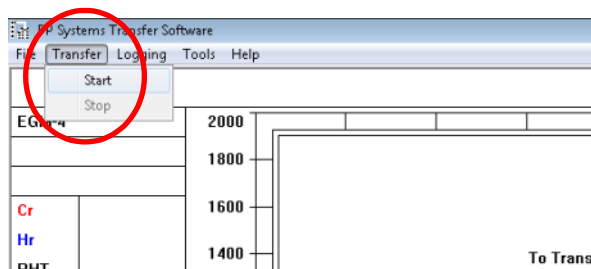 PP Systems Transfer Software
File Transfer Logging Tools Help
Start
Stop
EGM-4
2000
1800
Cr
1600
Hr
RHT
1400
To Trans